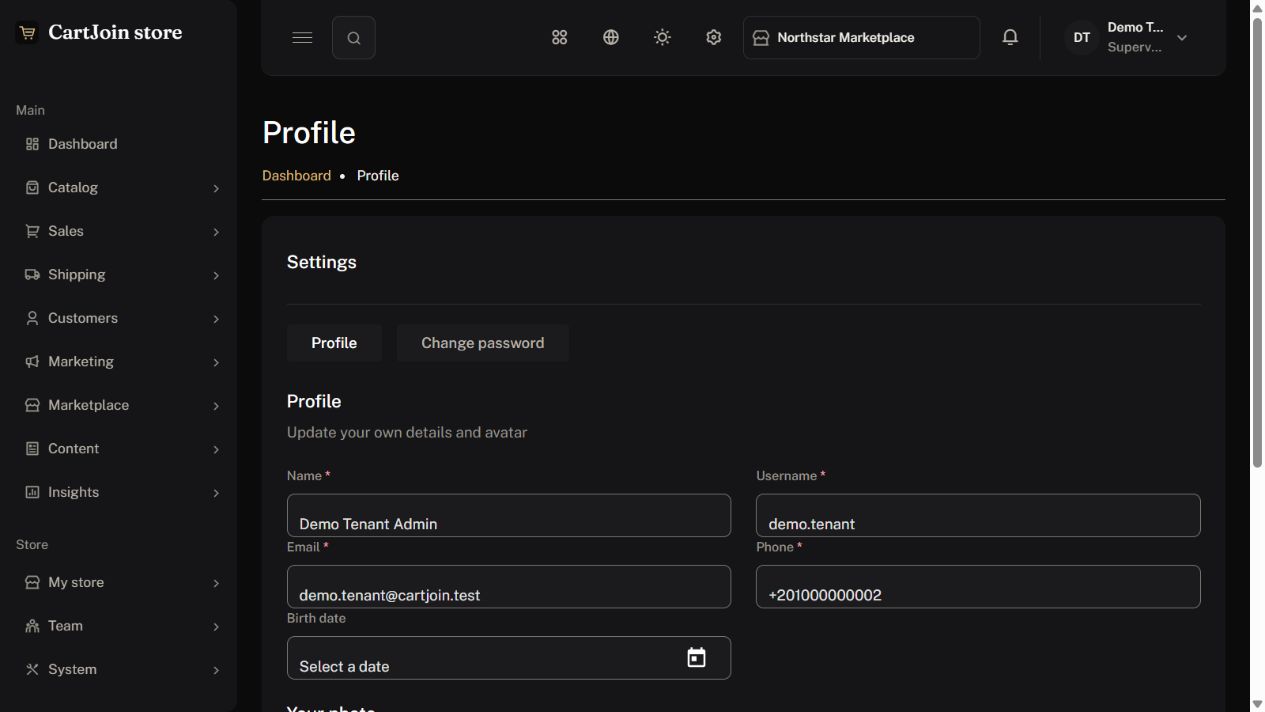 CartJoin store
Northstar Marketplace
DT
Demo T...
Superv...
Main
Dashboard
Catalog
Sales
Shipping
Customers
Marketing
Marketplace
Content
Insights
Store
My store
Team
System
Profile
Dashboard • Profile
Settings
Profile
Change password
Profile
Update your own details and avatar
Name *
Username *
Demo Tenant Admin
demo.tenant
Email *
Phone *
demo.tenant@cartjoin.test
+201000000002
Birth date
Select a date
Your photo